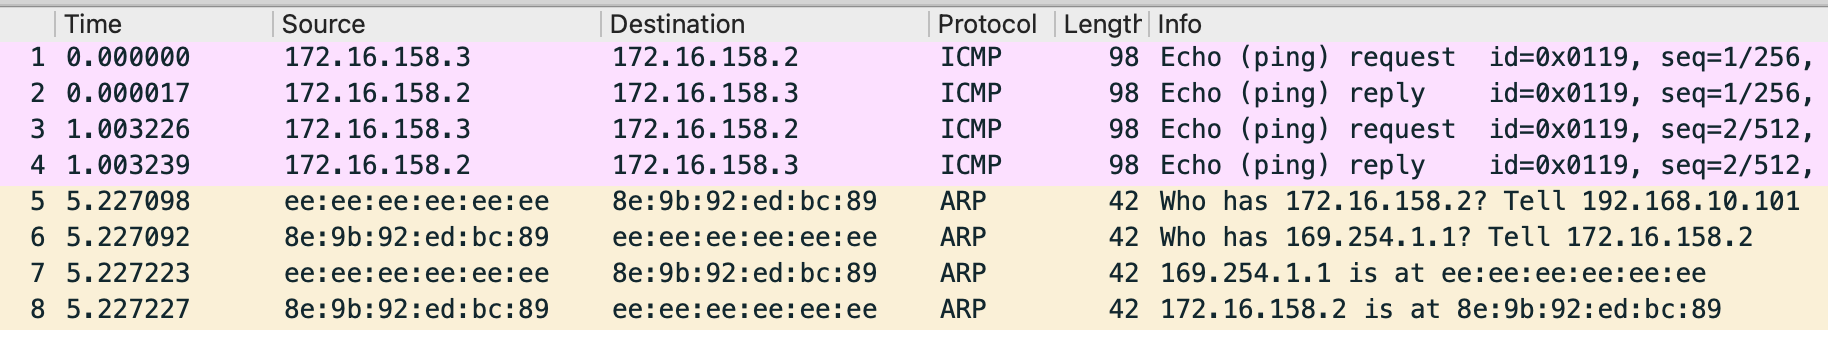 Time Source Destination Protocol Length Info
1 0.000000 172.16.158.3 172.16.158.2 ICMP 98 Echo (ping) request id=0x0119, seq=1/256,
2 0.000017 172.16.158.2 172.16.158.3 ICMP 98 Echo (ping) reply id=0x0119, seq=1/256,
3 1.003226 172.16.158.3 172.16.158.2 ICMP 98 Echo (ping) request id=0x0119, seq=2/512,
4 1.003239 172.16.158.2 172.16.158.3 ICMP 98 Echo (ping) reply id=0x0119, seq=2/512,
5 5.227098 ee:ee:ee:ee:ee:ee 8e:9b:92:ed:bc:89 ARP 42 Who has 172.16.158.2? Tell 192.168.10.101
6 5.227092 8e:9b:92:ed:bc:89 ee:ee:ee:ee:ee:ee ARP 42 Who has 169.254.1.1? Tell 172.16.158.2
7 5.227223 ee:ee:ee:ee:ee:ee 8e:9b:92:ed:bc:89 ARP 42 169.254.1.1 is at ee:ee:ee:ee:ee:ee
8 5.227227 8e:9b:92:ed:bc:89 ee:ee:ee:ee:ee:ee ARP 42 172.16.158.2 is at 8e:9b:92:ed:bc:89